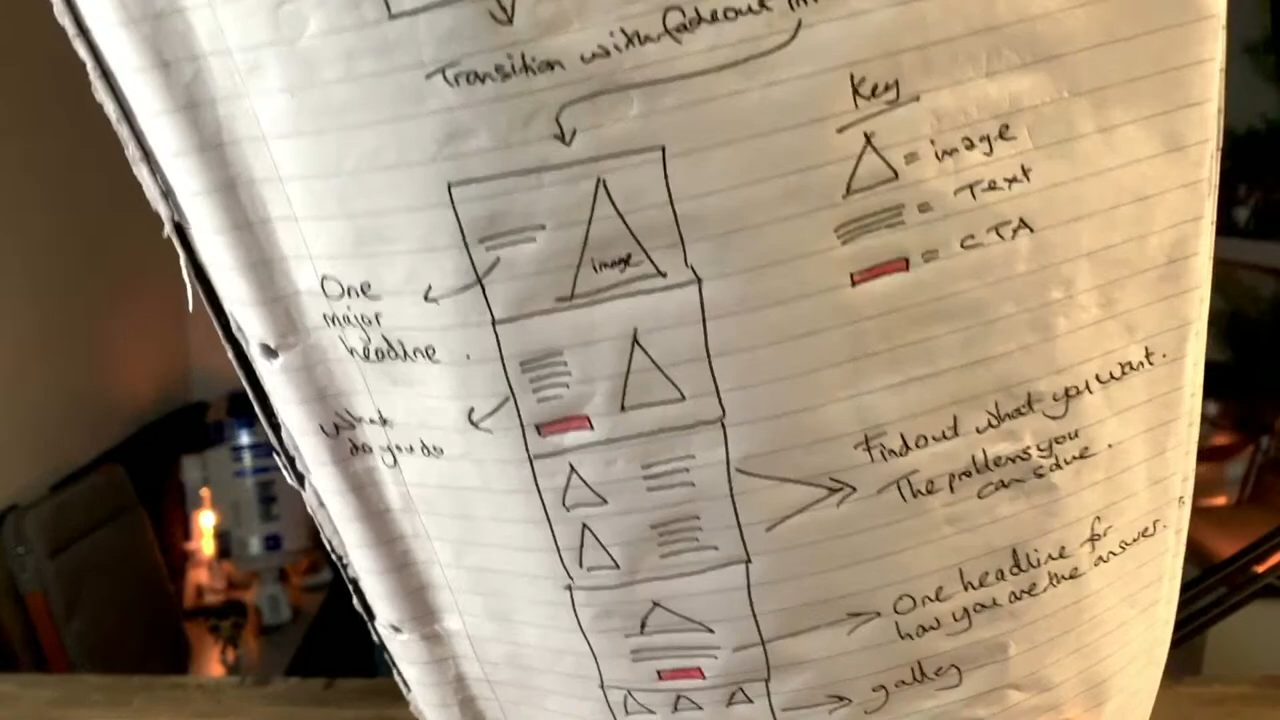 Transition with fadeout
Key
= image
= Text
= CTA
image
One
major
headline.
What
do you do
Find out what you want.
The problems you
can solve.
One headline for
how you are the answer.
gallery